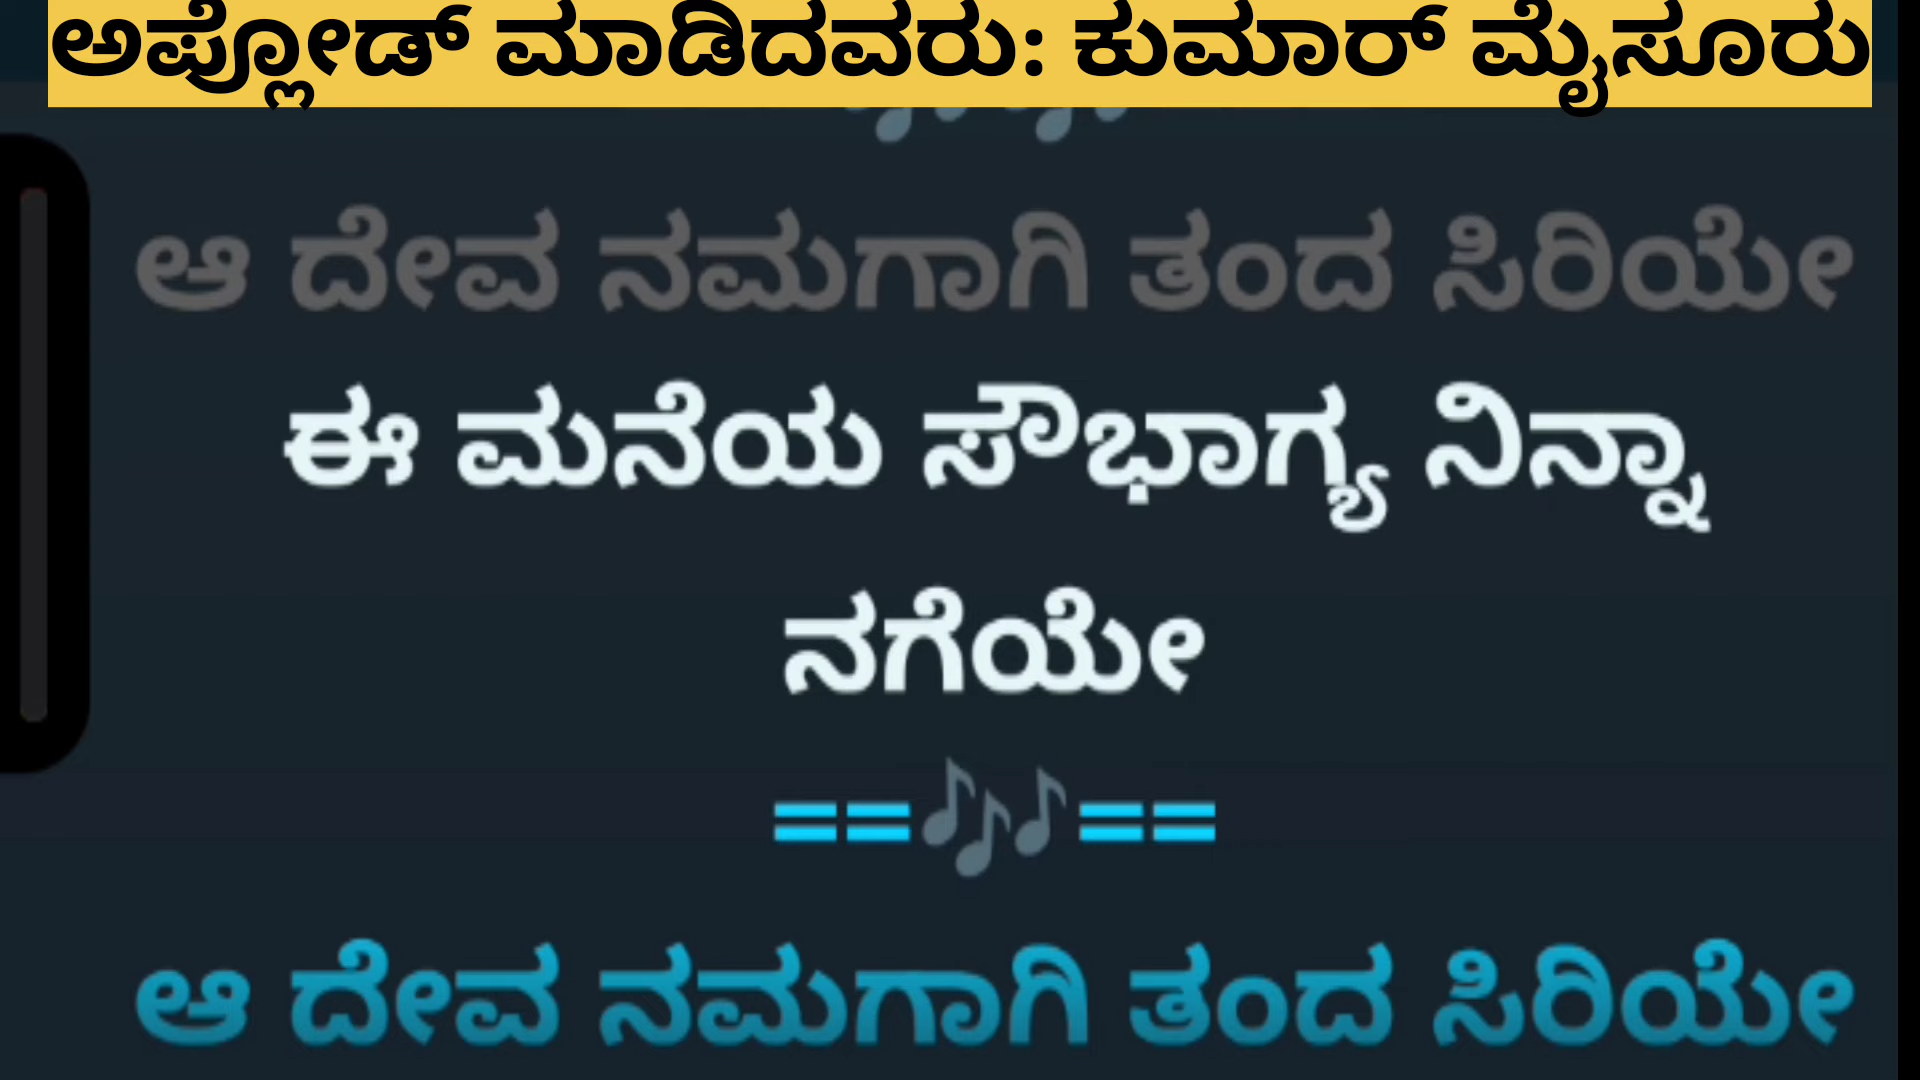 ಅಪ್ಲೋಡ್ ಮಾಡಿದವರು: ಕುಮಾರ್ ಮೈಸೂರು
ಆ ದೇವ ನಮಗಾಗಿ ತಂದ ಸಿರಿಯೇ
ಈ ಮನೆಯ ಸೌಭಾಗ್ಯ ನಿನ್ನಾ
ನಗೆಯೇ
==🎶==
ಆ ದೇವ ನಮಗಾಗಿ ತಂದ ಸಿರಿಯೇ